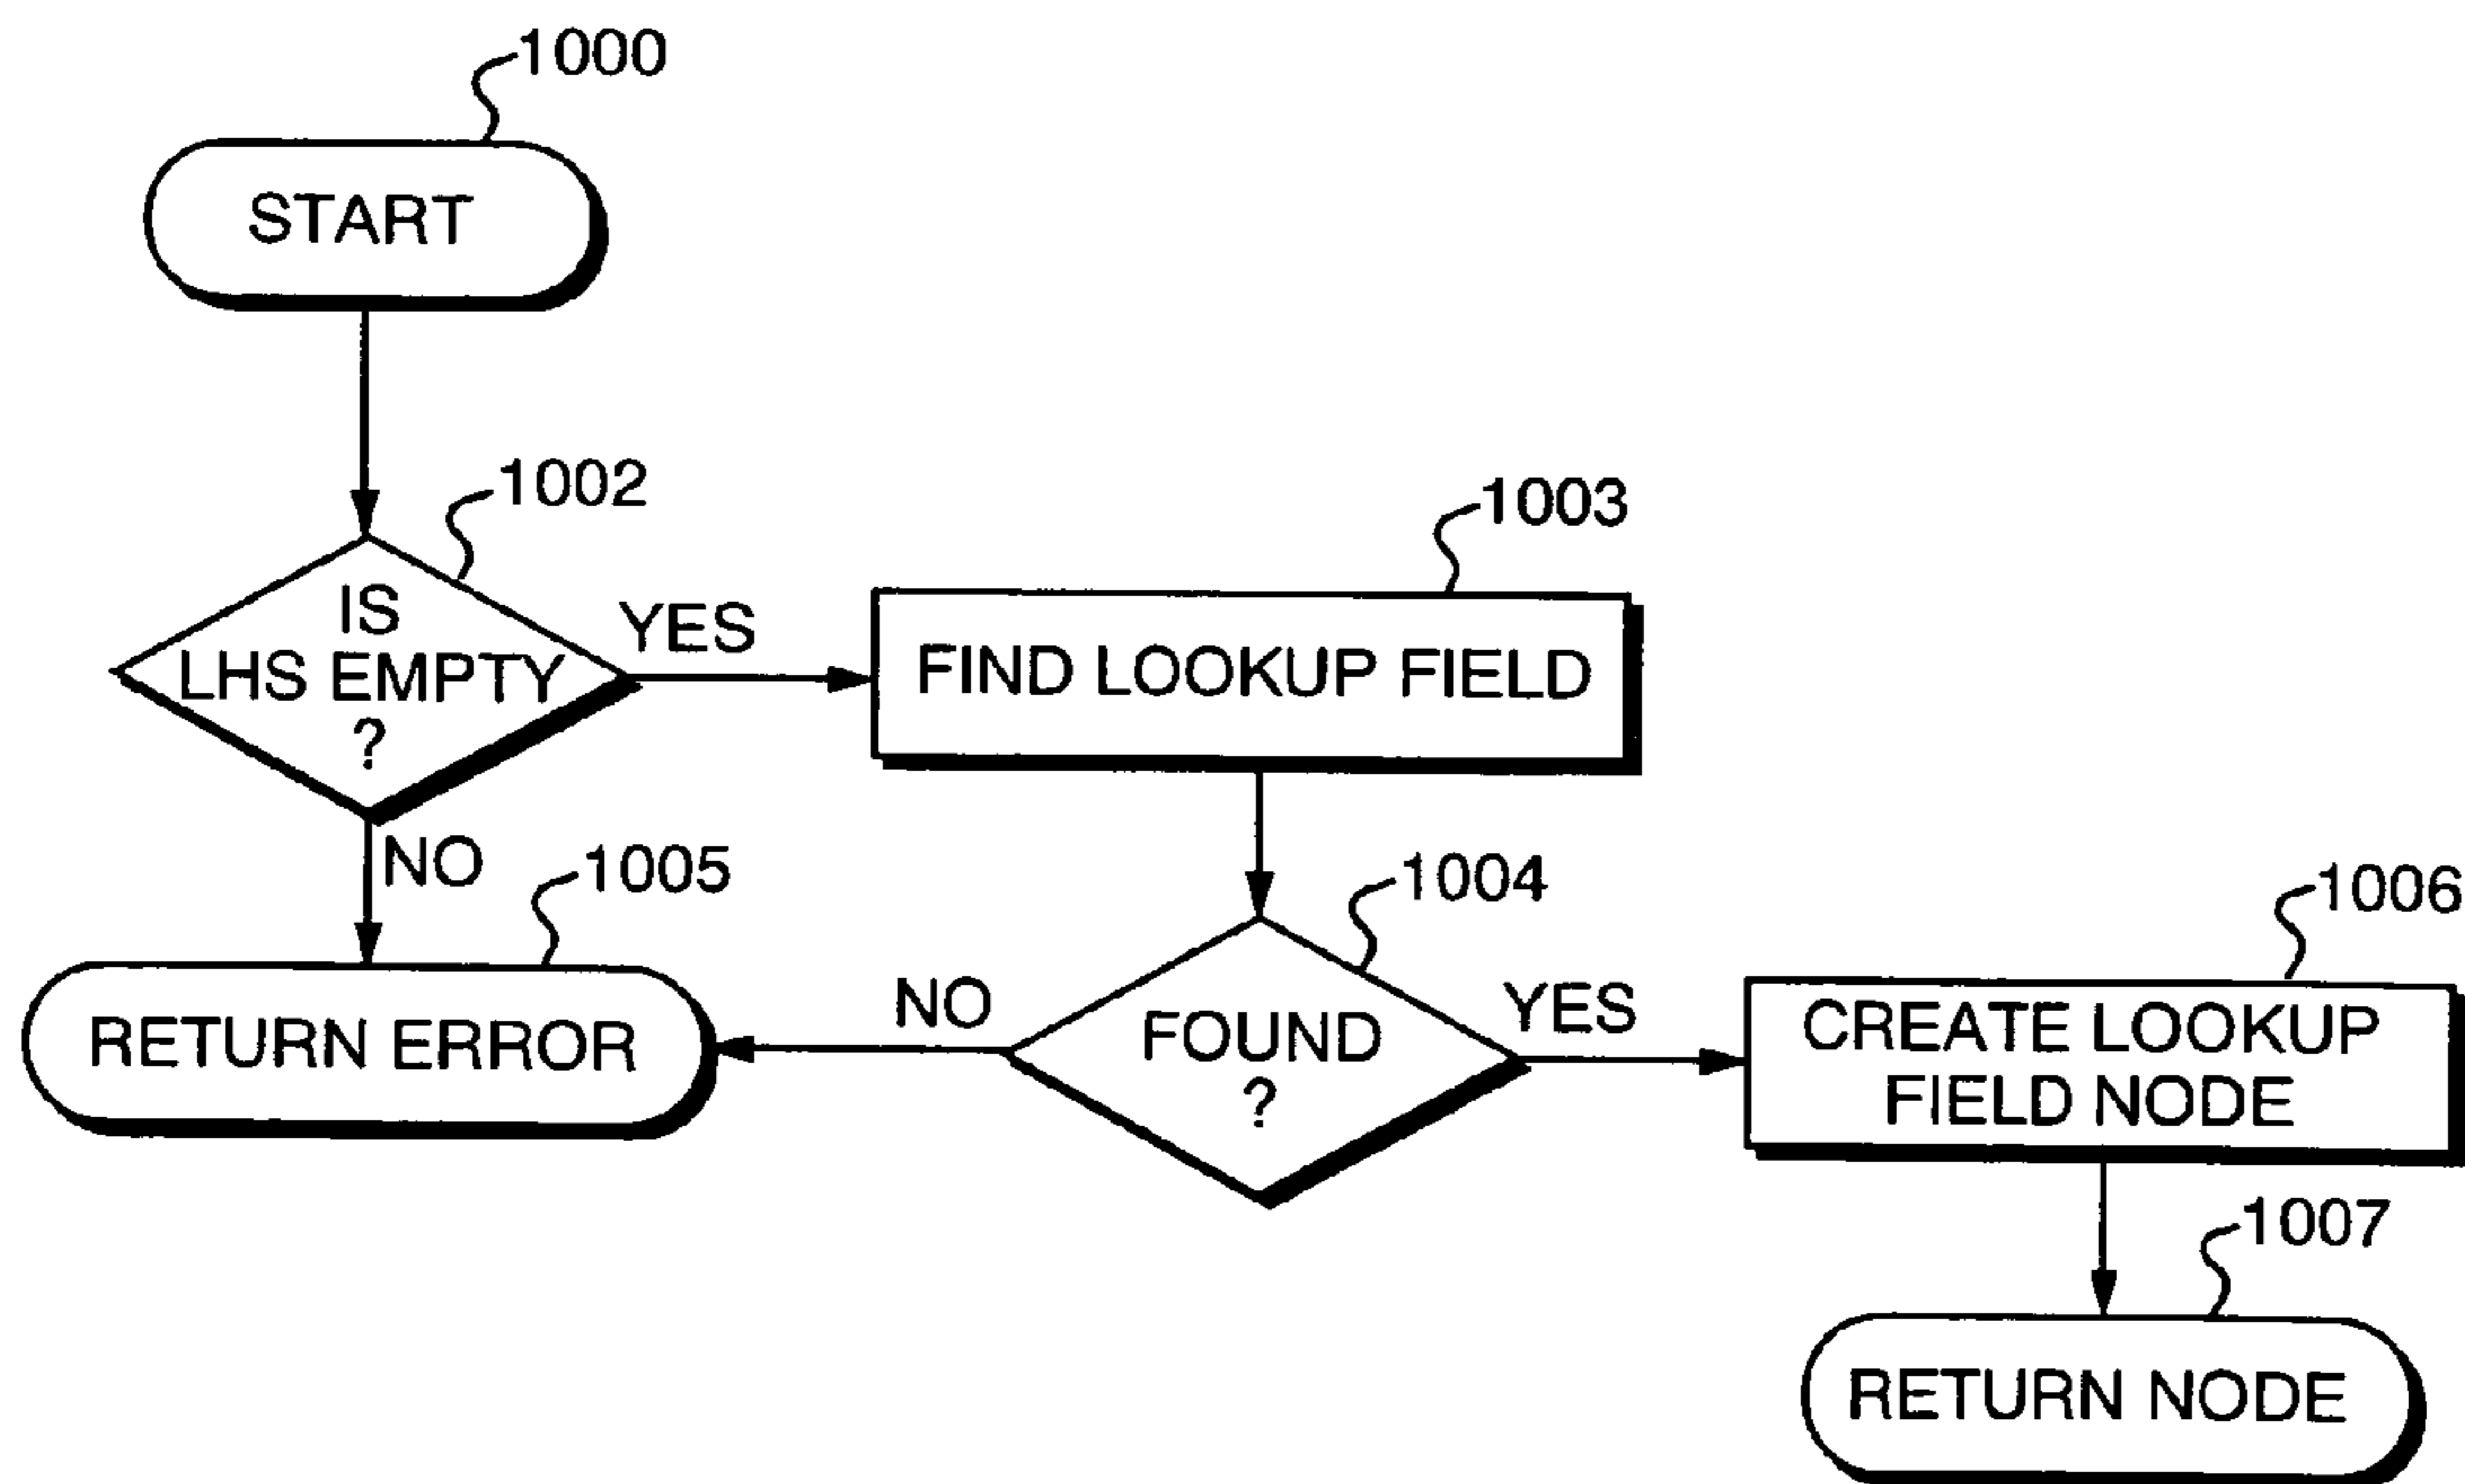 1000
START
1002
IS
LHS EMPTY
?
YES
1003
FIND LOOKUP FIELD
NO
1005
RETURN ERROR
1004
NO
FOUND
?
YES
1006
CREATE LOOKUP
FIELD NODE
1007
RETURN NODE